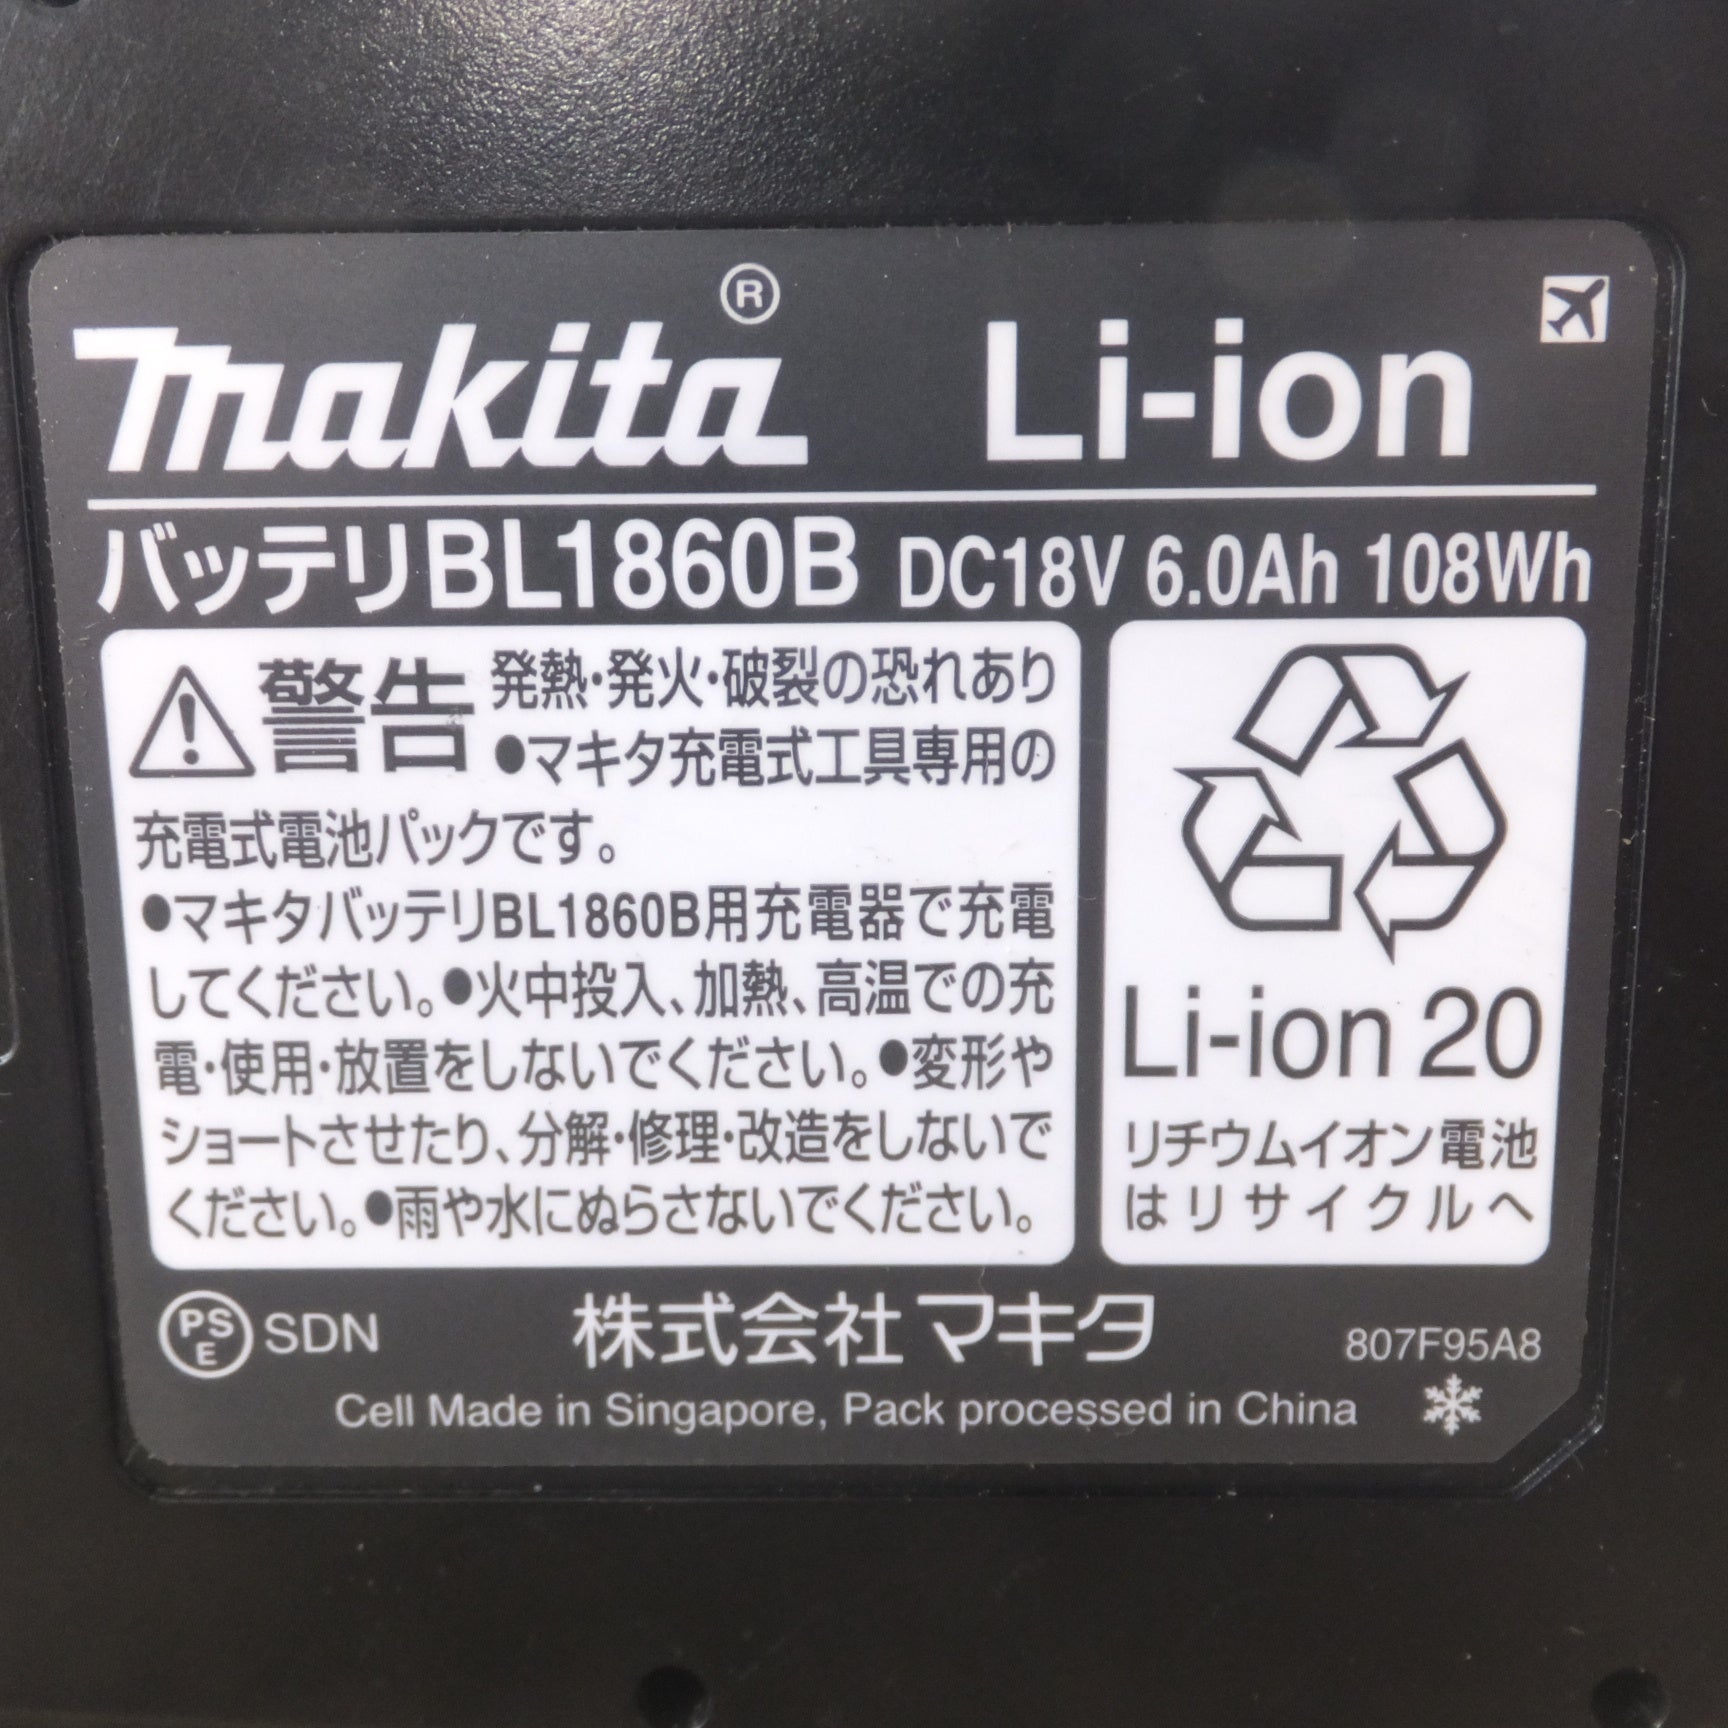 makita® Li-ion
バッテリBL1860B DC18V 6.0Ah 108Wh
警告 発熱・発火・破裂の恐れあり
●マキタ充電式工具専用の
充電式電池パックです。
●マキタバッテリBL1860B用充電器で充電
してください。●火中投入、加熱、高温での充
電・使用・放置をしないでください。●変形や
ショートさせたり、分解・修理・改造をしないで
ください。●雨や水にぬらさないでください。
Li-ion 20
リチウムイオン電池
はリサイクルへ
PS
E
SDN 株式会社マキタ 807F95A8
Cell Made in Singapore, Pack processed in China